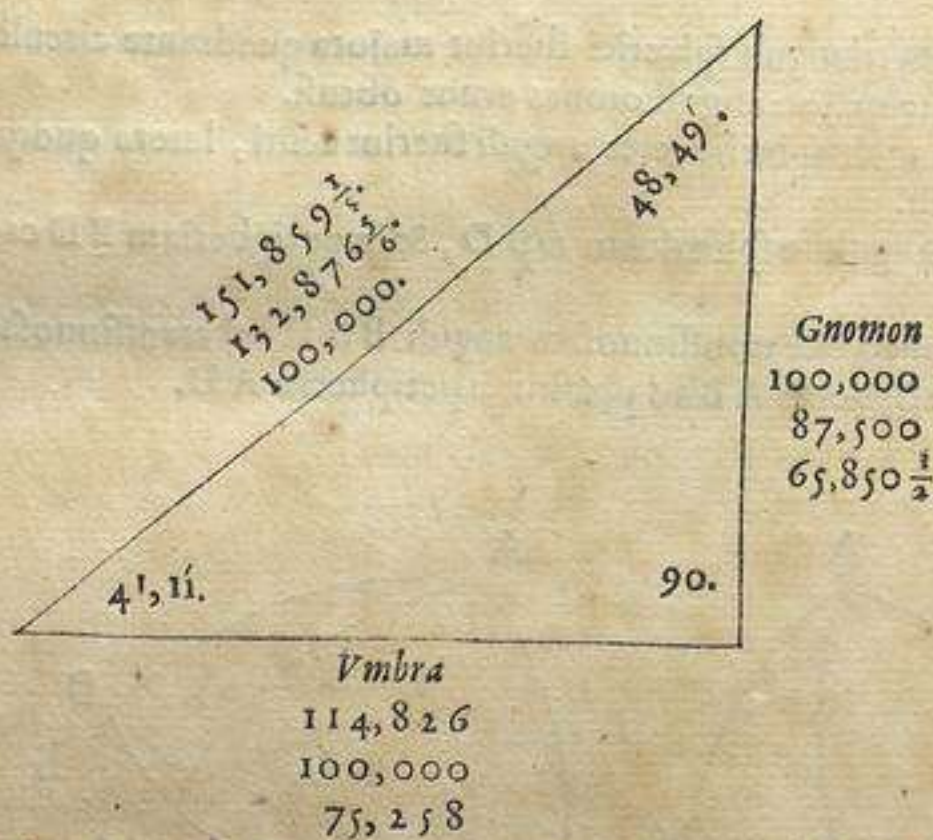 48, 49′.
151, 859 1/5.
132, 876 5/6.
100, 000.
Gnomon
100,000
87,500
65,850 1/2
41, 11′.
90.
Vmbra
114, 826
100,000
75, 258